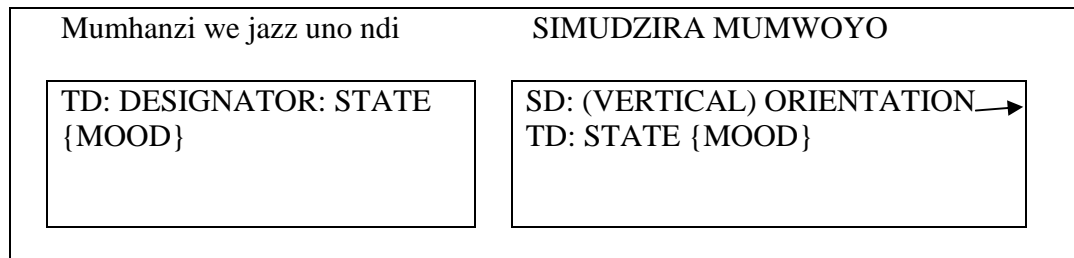 Mumhanzi we jazz uno ndi SIMUDZIRA MUMWOYO
TD: DESIGNATOR: STATE
{MOOD}
SD: (VERTICAL) ORIENTATION
TD: STATE {MOOD}